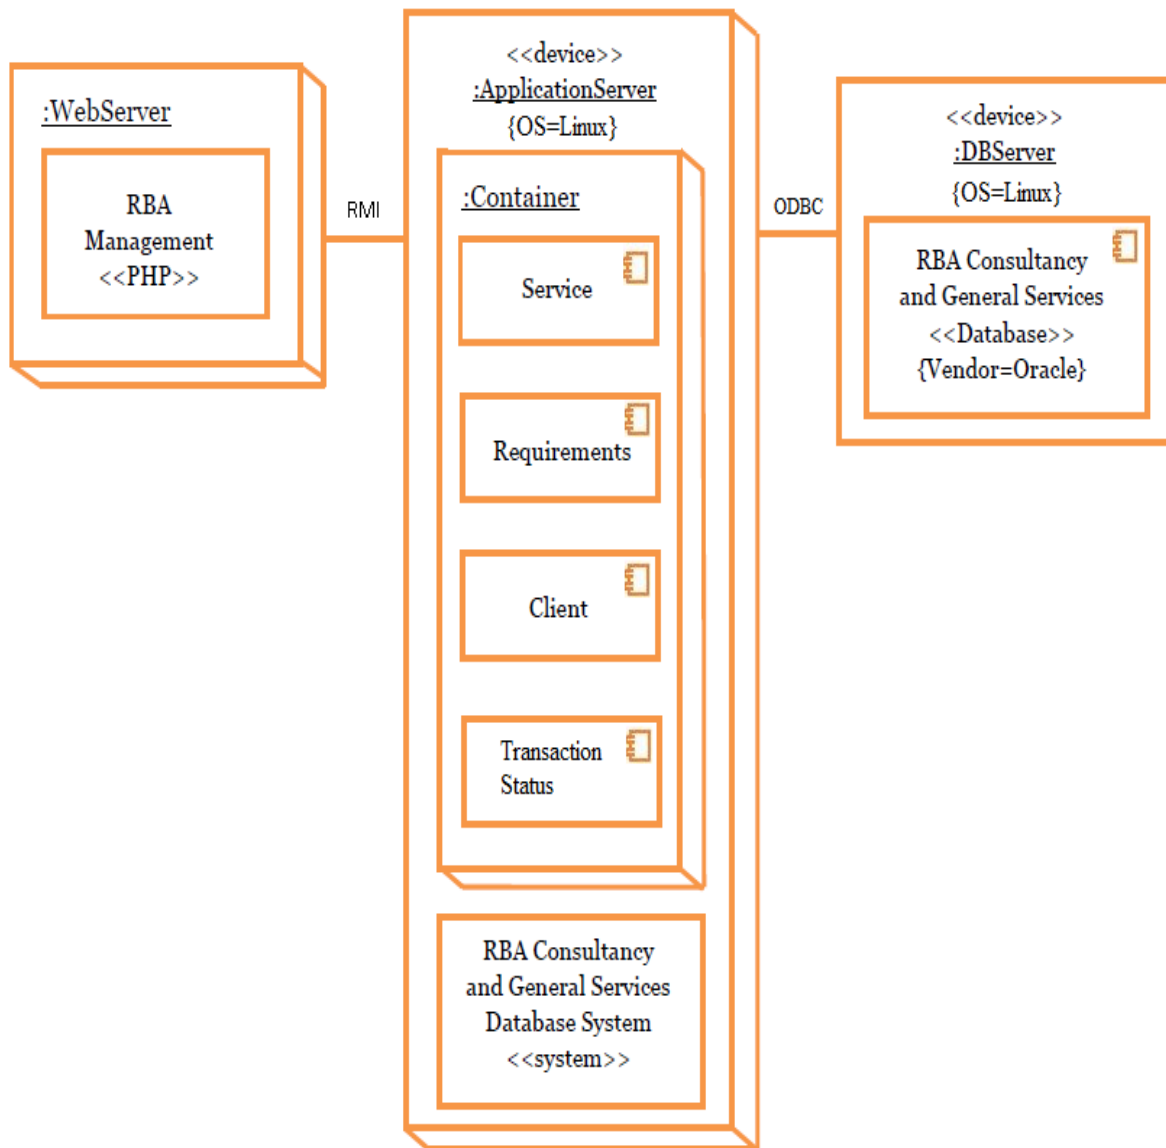 :WebServer
RBA
Management
<<PHP>>
RMI
<<device>>
:ApplicationServer
{OS=Linux}
:Container
Service
Requirements
Client
Transaction
Status
RBA Consultancy
and General Services
Database System
<<system>>
ODBC
<<device>>
:DBServer
{OS=Linux}
RBA Consultancy
and General Services
<<Database>>
{Vendor=Oracle}